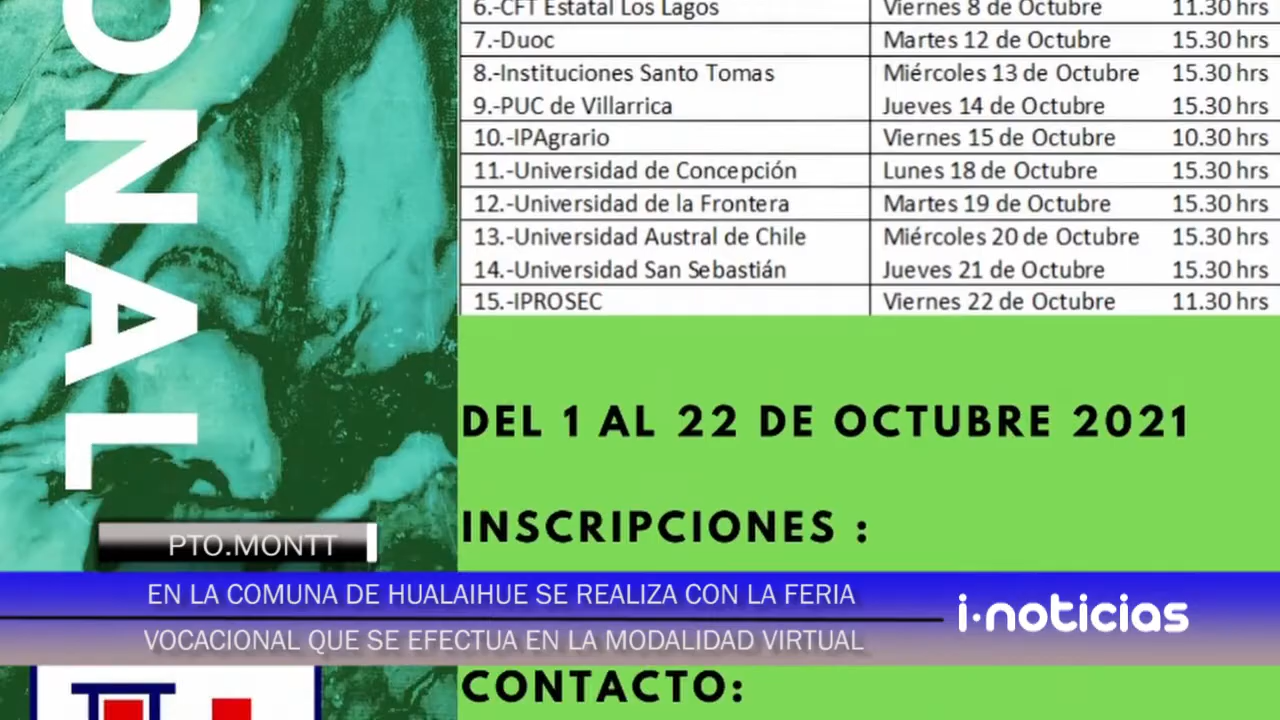 ONAL
6.-CFT Estatal Los Lagos Viernes 8 de Octubre 11.30 hrs
7.-Duoc Martes 12 de Octubre 15.30 hrs
8.-Instituciones Santo Tomas Miércoles 13 de Octubre 15.30 hrs
9.-PUC de Villarrica Jueves 14 de Octubre 15.30 hrs
10.-IPAgrario Viernes 15 de Octubre 10.30 hrs
11.-Universidad de Concepción Lunes 18 de Octubre 15.30 hrs
12.-Universidad de la Frontera Martes 19 de Octubre 15.30 hrs
13.-Universidad Austral de Chile Miércoles 20 de Octubre 15.30 hrs
14.-Universidad San Sebastián Jueves 21 de Octubre 15.30 hrs
15.-IPROSEC Viernes 22 de Octubre 11.30 hrs
DEL 1 AL 22 DE OCTUBRE 2021
INSCRIPCIONES :
PTO.MONTT
EN LA COMUNA DE HUALAIHUE SE REALIZA CON LA FERIA
VOCACIONAL QUE SE EFECTUA EN LA MODALIDAD VIRTUAL
i·noticias
CONTACTO: